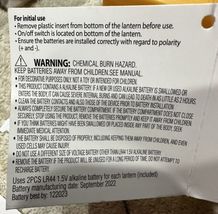 For more information
• Remove plastic insert from bottom of the lantern before use.
• On/off switch is located on bottom of the lantern.
• Ensure the batteries are installed correctly with regard to polarity
(+ and -).
WARNING: CHEMICAL BURN HAZARD.
KEEP BATTERIES AWAY FROM CHILDREN. SEE MANUAL.
• FOR DECORATIVE PURPOSES ONLY. NOT A TOY OR INTENDED FOR CHILDREN.
• THIS PRODUCT CONTAINS A ALKALINE BATTERY. IF A NEW OR USED ALKALINE BATTERY IS SWALLOWED OR
ENTERS THE BODY, IT CAN CAUSE SEVERE INTERNAL BURNS AND CAN LEAD TO DEATH IN AS LITTLE AS 2 HOURS.
CLEAN THE BATTERY CONTACTS AND ALSO THOSE OF THE DEVICE PRIOR TO BATTERY INSTALLATION.
• ALWAYS COMPLETELY SECURE THE BATTERY COMPARTMENT. IF THE BATTERY COMPARTMENT DOES NOT CLOSE
SECURELY, STOP USING THE PRODUCT, REMOVE THE BATTERIES PROMPTLY AND KEEP IT AWAY FROM CHILDREN.
• IF YOU THINK BATTERIES MIGHT HAVE BEEN SWALLOWED OR PLACED INSIDE ANY PART OF THE BODY, SEEK
IMMEDIATE MEDICAL ATTENTION.
• THE BATTERY SHALL BE DISPOSED OF PROPERLY, INCLUDING KEEPING THEM AWAY FROM CHILDREN, AND EVEN
USED CELLS MAY CAUSE INJURY.
• DO NOT USE A DIFFERENT SIZE OR TYPE OF BATTERY OTHER THAN
• REMOVE THE BATTERY IF THE PRODUCT WILL BE UNUSED FOR A LONG PERIOD OF TIME. DO NOT ATTEMPT TO
RECHARGE BATTERY
Uses 2PCS LR44 1.5V alkaline battery for each lantern (included)
Battery manufacturing date: September 2022
Battery best by: 122023